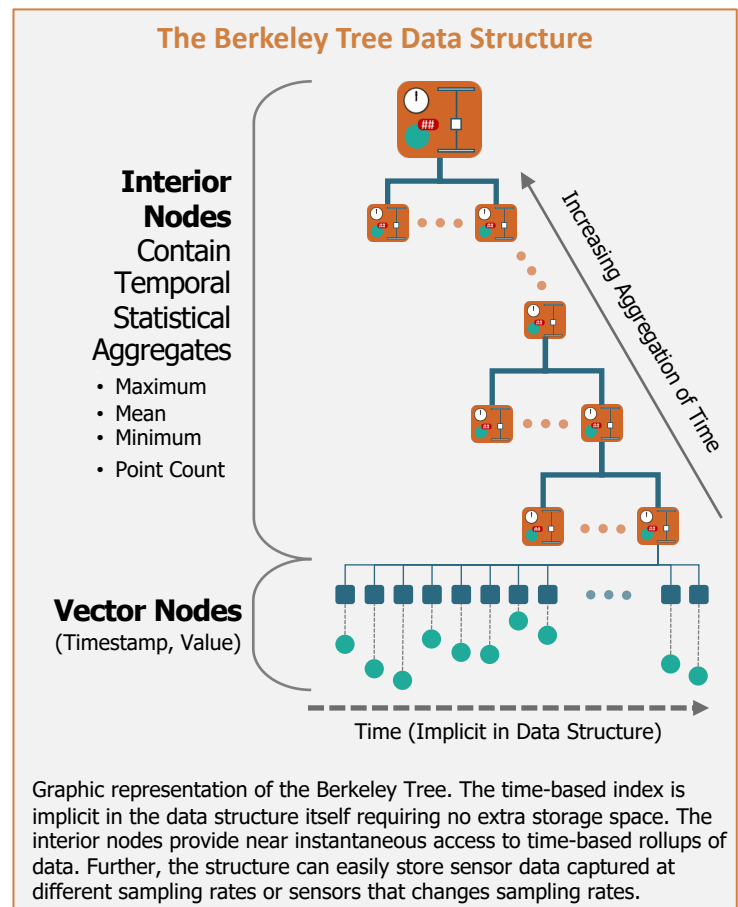 The Berkeley Tree Data Structure
##
## ##
Interior
Nodes
Contain
Temporal
Statistical
Aggregates
• Maximum
• Mean
• Minimum
• Point Count
Increasing Aggregation of Time
##
## ##
## ##
Vector Nodes
(Timestamp, Value)
Time (Implicit in Data Structure)
Graphic representation of the Berkeley Tree. The time-based index is
implicit in the data structure itself requiring no extra storage space. The
interior nodes provide near instantaneous access to time-based rollups of
data. Further, the structure can easily store sensor data captured at
different sampling rates or sensors that changes sampling rates.